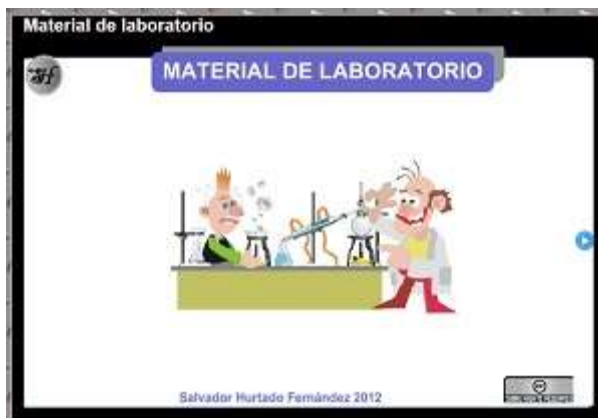 Material de laboratorio
MATERIAL DE LABORATORIO
Salvador Hurtado Fernández 2012